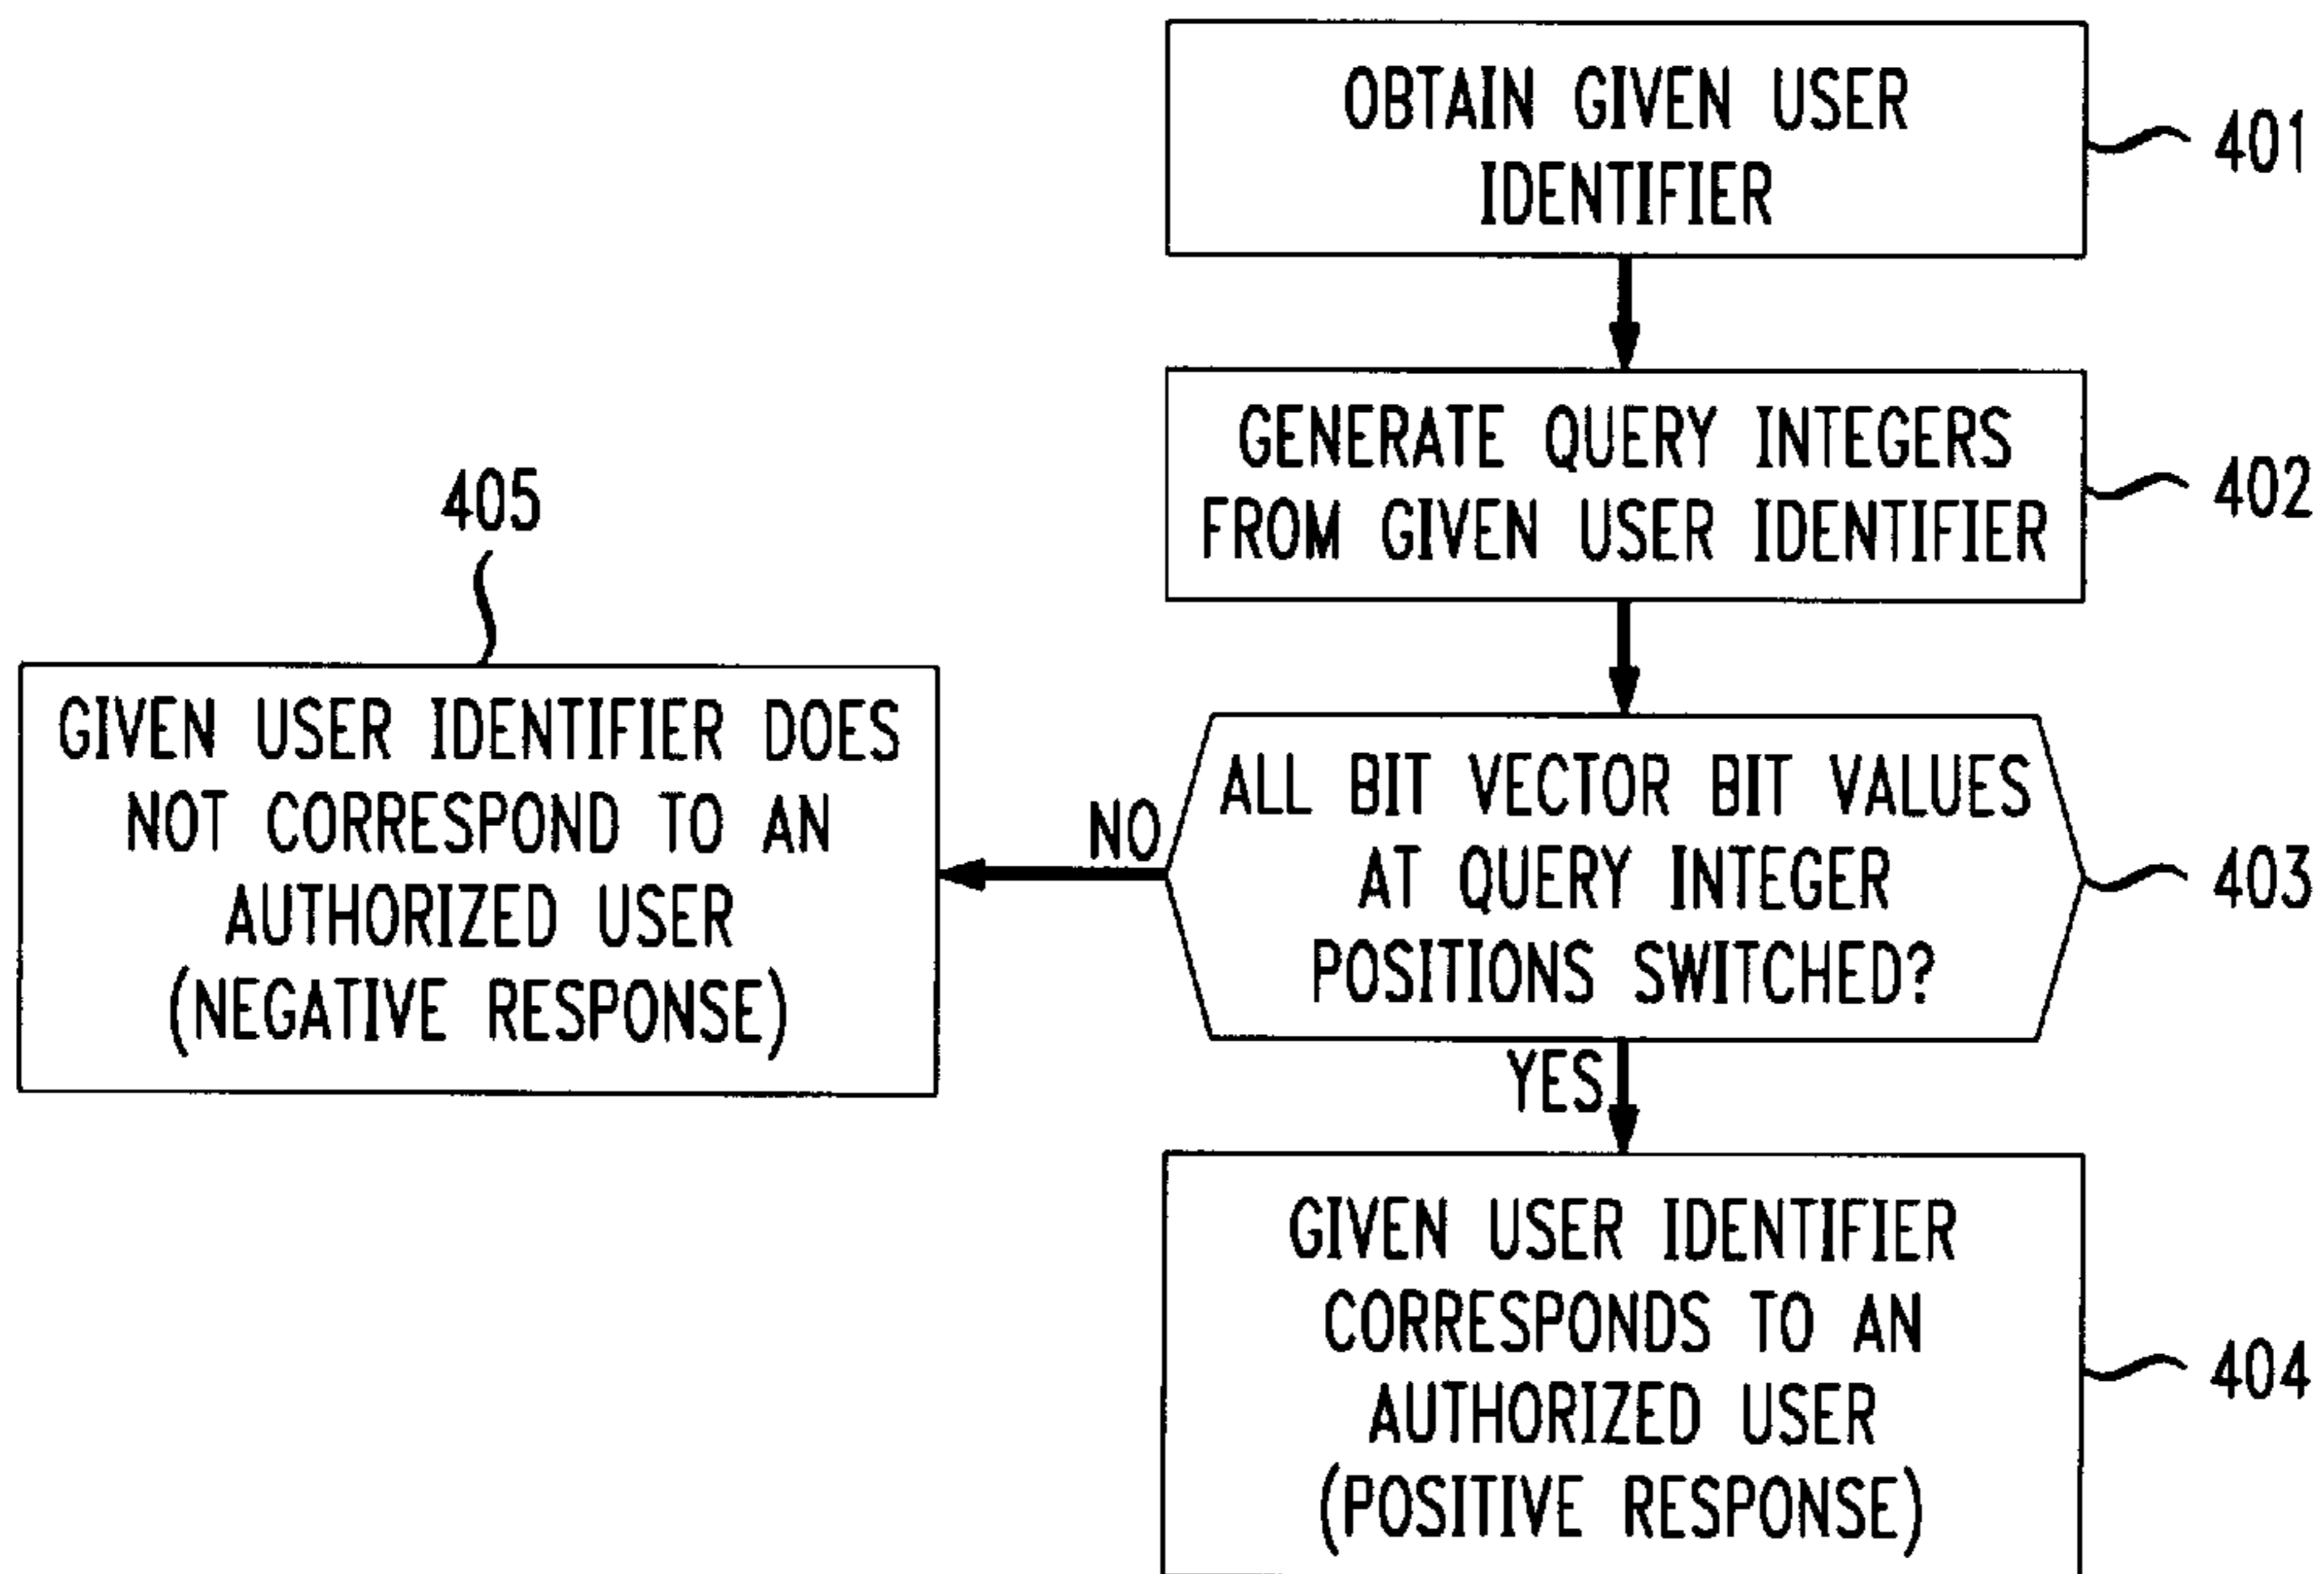 OBTAIN GIVEN USER
IDENTIFIER
401
GENERATE QUERY INTEGERS
FROM GIVEN USER IDENTIFIER
402
405
GIVEN USER IDENTIFIER DOES
NOT CORRESPOND TO AN
AUTHORIZED USER
(NEGATIVE RESPONSE)
NO
ALL BIT VECTOR BIT VALUES
AT QUERY INTEGER
POSITIONS SWITCHED?
403
YES
GIVEN USER IDENTIFIER
CORRESPONDS TO AN
AUTHORIZED USER
(POSITIVE RESPONSE)
404